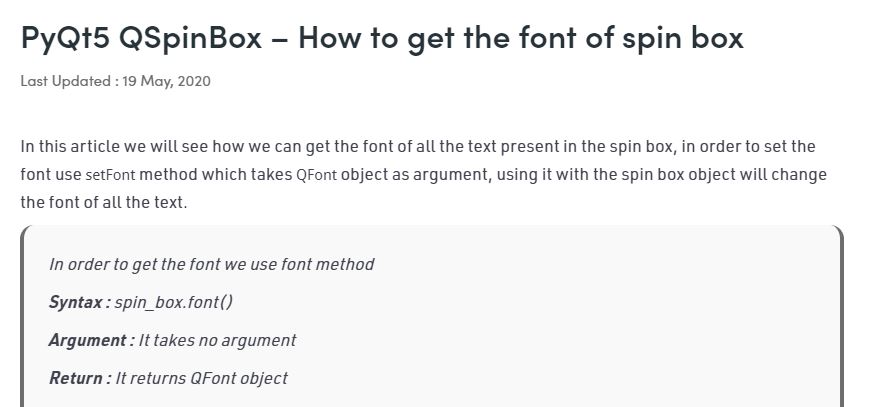 PyQt5 QSpinBox – How to get the font of spin box
Last Updated : 19 May, 2020
In this article we will see how we can get the font of all the text present in the spin box, in order to set the
font use setFont method which takes QFont object as argument, using it with the spin box object will change
the font of all the text.
In order to get the font we use font method
Syntax : spin_box.font()
Argument : It takes no argument
Return : It returns QFont object